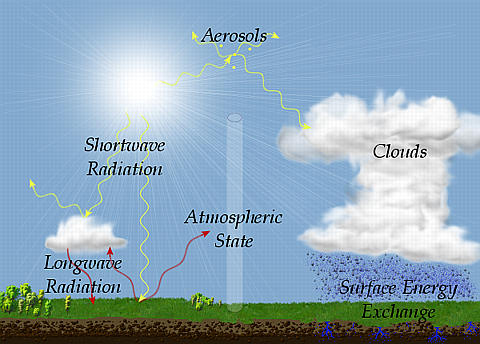 Aerosols
Shortwave
Radiation
Clouds
Atmospheric
State
Longwave
Radiation
Surface Energy
Exchange